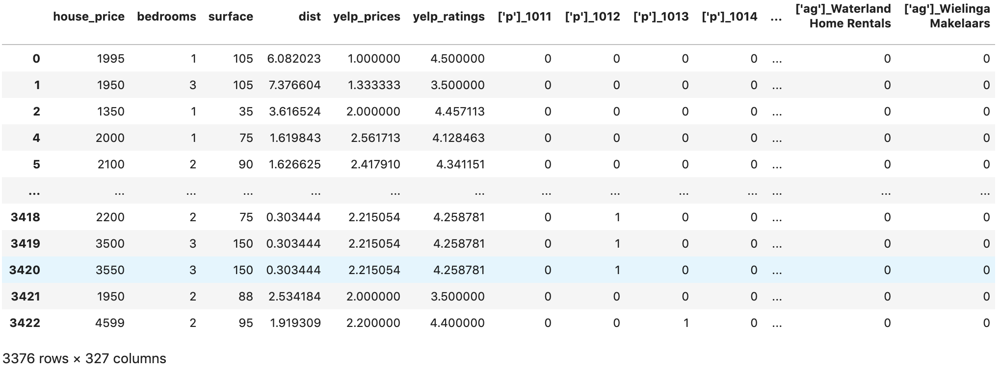 house_price bedrooms surface dist yelp_prices yelp_ratings ['p']_1011 ['p']_1012 ['p']_1013 ['p']_1014 ... ['ag']_Waterland Home Rentals ['ag']_Wielinga Makelaars
0 1995 1 105 6.082023 1.000000 4.500000 0 0 0 0 ... 0 0
1 1950 3 105 7.376604 1.333333 3.500000 0 0 0 0 ... 0 0
2 1350 1 35 3.616524 2.000000 4.457113 0 0 0 0 ... 0 0
4 2000 1 75 1.619843 2.561713 4.128463 0 0 0 0 ... 0 0
5 2100 2 90 1.626625 2.417910 4.341151 0 0 0 0 ... 0 0
... ... ... ... ... ... ... ... ... ... ... ... ... ...
3418 2200 2 75 0.303444 2.215054 4.258781 0 1 0 0 ... 0 0
3419 3500 3 150 0.303444 2.215054 4.258781 0 1 0 0 ... 0 0
3420 3550 3 150 0.303444 2.215054 4.258781 0 1 0 0 ... 0 0
3421 1950 2 88 2.534184 2.000000 3.500000 0 0 0 0 ... 0 0
3422 4599 2 95 1.919309 2.200000 4.400000 0 0 1 0 ... 0 0
3376 rows × 327 columns